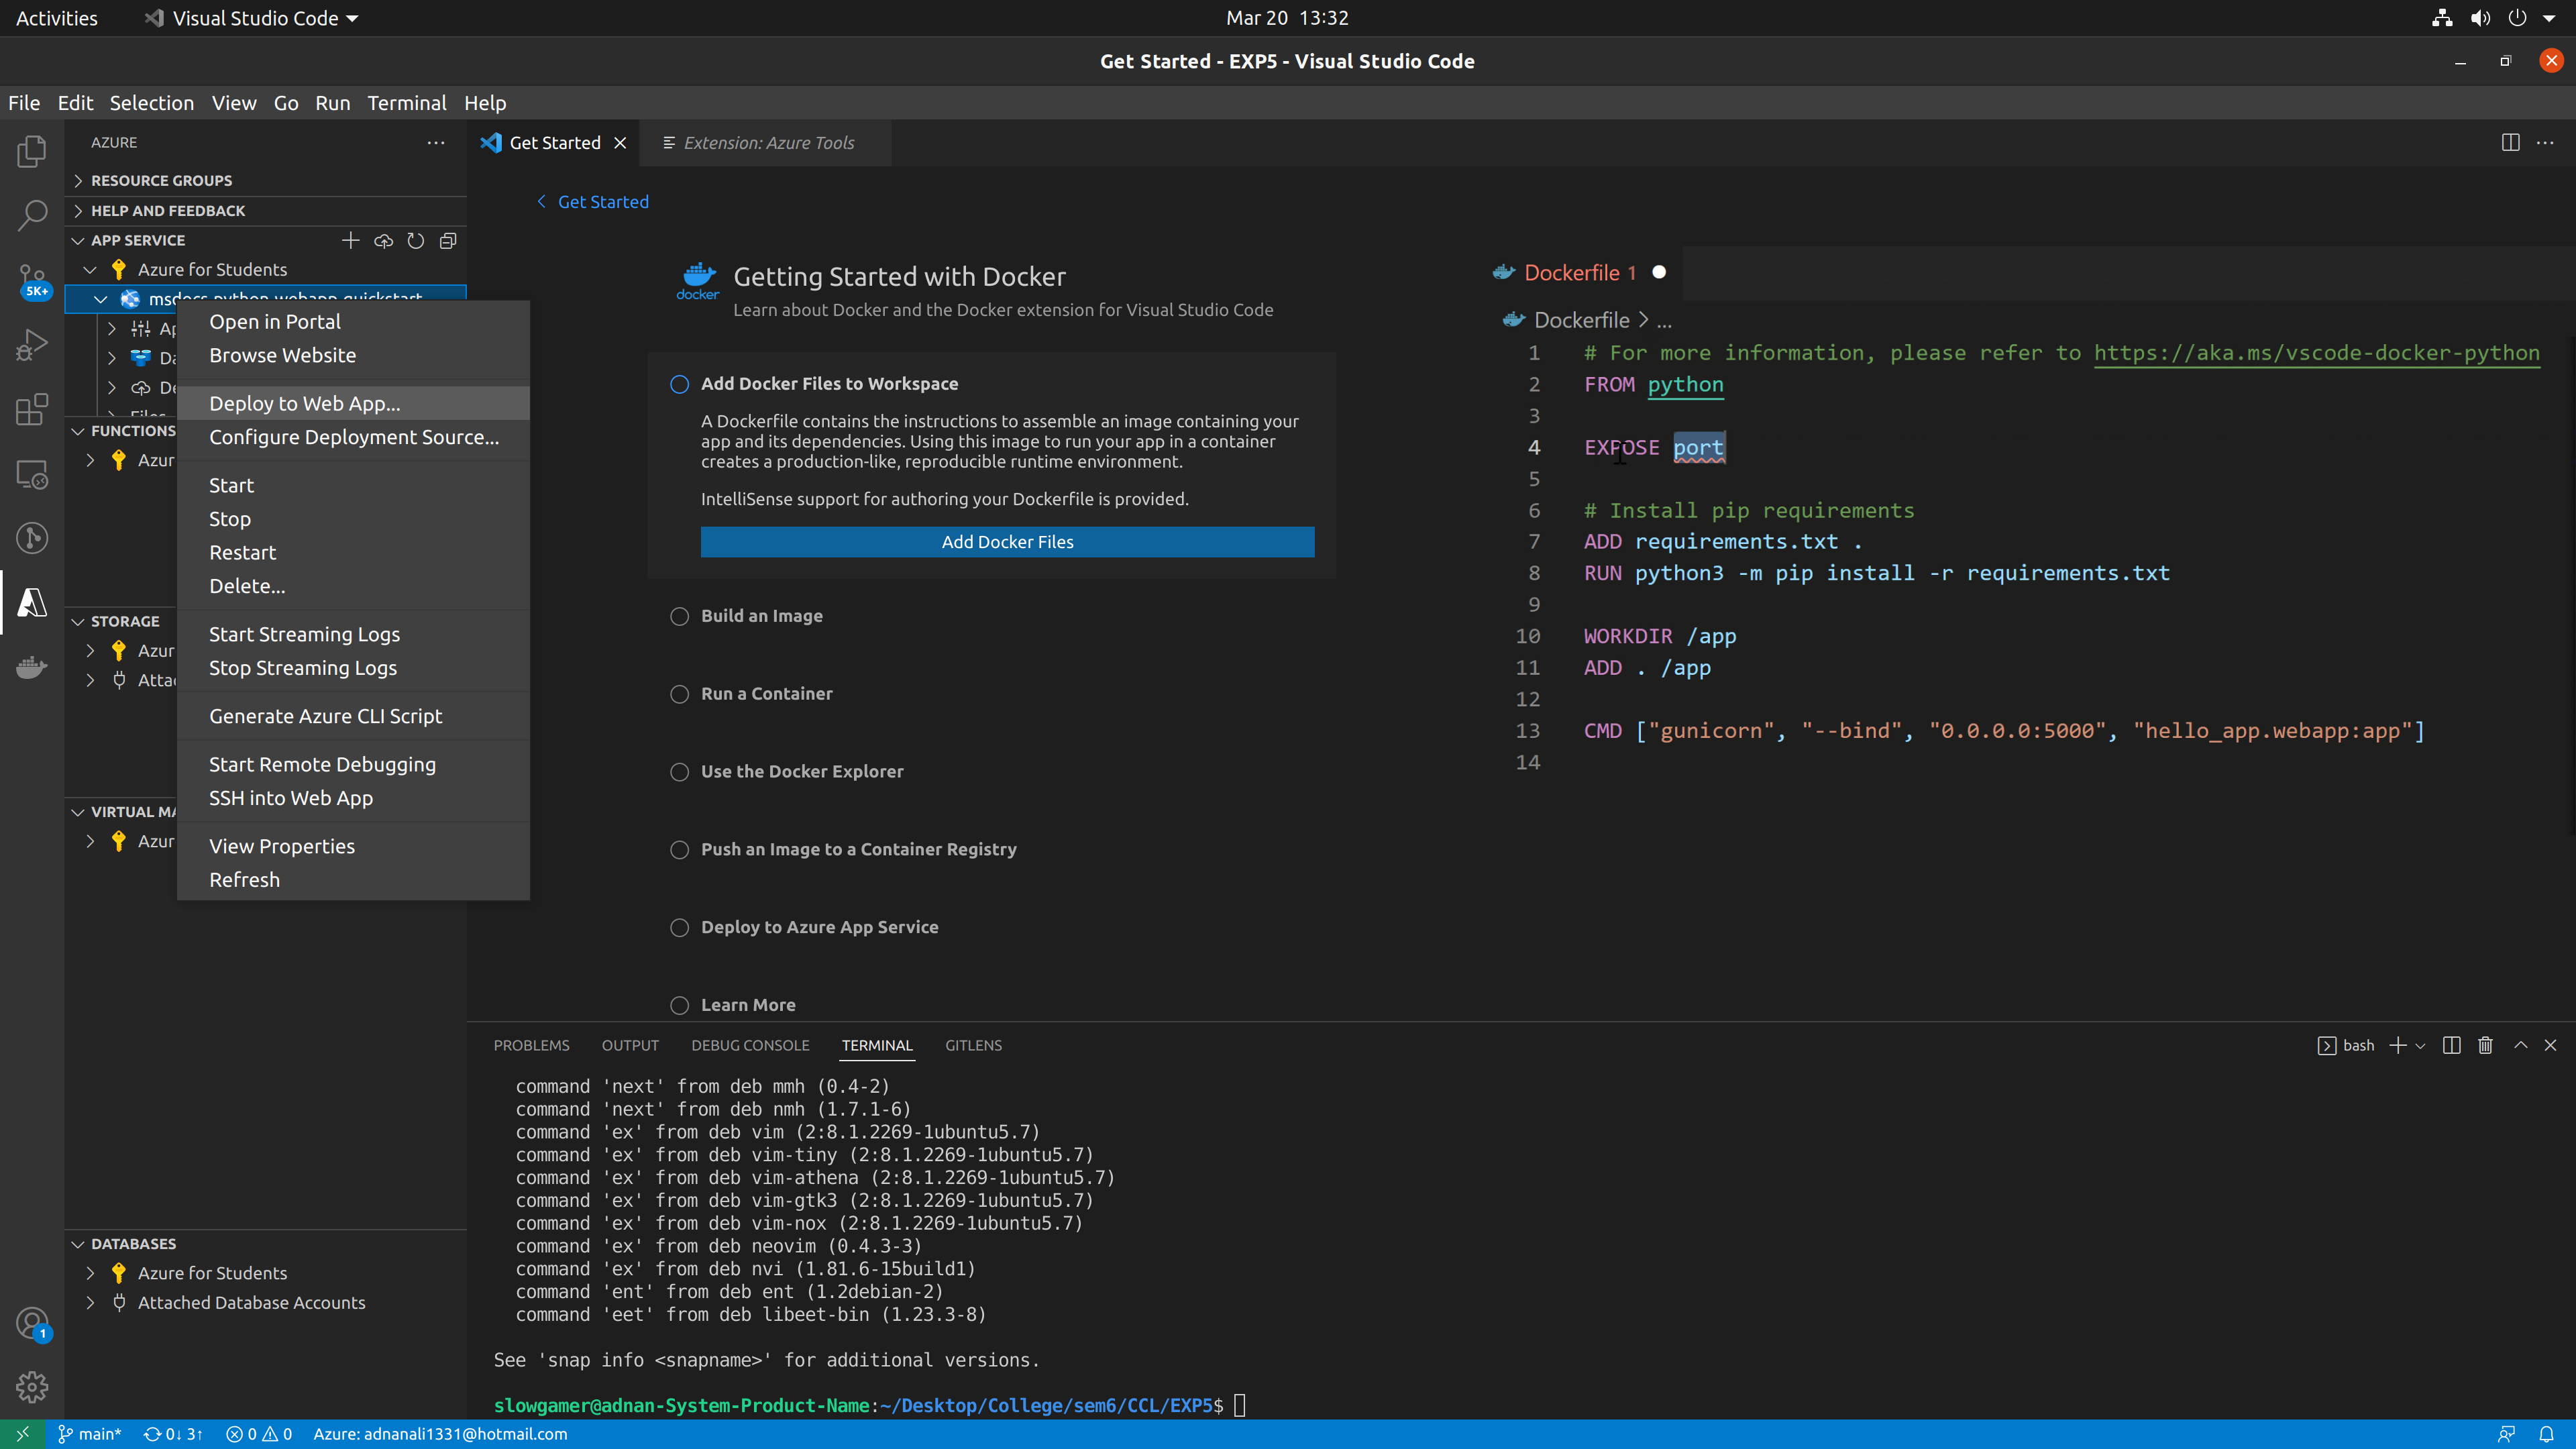 Activities
Visual Studio Code
Mar 20 13:32
Get Started - EXP5 - Visual Studio Code
File Edit Selection View Go Run Terminal Help
AZURE
RESOURCE GROUPS
HELP AND FEEDBACK
APP SERVICE
Azure for Students
msdocs-python-webapp-quickstart
5K+
FUNCTIONS
Azur
STORAGE
Azur
Attac
VIRTUAL MA
Azur
DATABASES
Azure for Students
Attached Database Accounts
1
Open in Portal
Browse Website
Deploy to Web App...
Configure Deployment Source...
Start
Stop
Restart
Delete...
Start Streaming Logs
Stop Streaming Logs
Generate Azure CLI Script
Start Remote Debugging
SSH into Web App
View Properties
Refresh
Get Started
Extension: Azure Tools
Get Started
docker
Getting Started with Docker
Learn about Docker and the Docker extension for Visual Studio Code
Add Docker Files to Workspace
A Dockerfile contains the instructions to assemble an image containing your
app and its dependencies. Using this image to run your app in a container
creates a production-like, reproducible runtime environment.
IntelliSense support for authoring your Dockerfile is provided.
Add Docker Files
Build an Image
Run a Container
Use the Docker Explorer
Push an Image to a Container Registry
Deploy to Azure App Service
Learn More
Dockerfile 1
Dockerfile > ...
1 # For more information, please refer to https://aka.ms/vscode-docker-python
2 FROM python
3
4 EXPOSE port
5
6 # Install pip requirements
7 ADD requirements.txt .
8 RUN python3 -m pip install -r requirements.txt
9
10 WORKDIR /app
11 ADD . /app
12
13 CMD ["gunicorn", "--bind", "0.0.0.0:5000", "hello_app.webapp:app"]
14
PROBLEMS OUTPUT DEBUG CONSOLE TERMINAL GITLENS
bash
command 'next' from deb mmh (0.4-2)
command 'next' from deb nmh (1.7.1-6)
command 'ex' from deb vim (2:8.1.2269-1ubuntu5.7)
command 'ex' from deb vim-tiny (2:8.1.2269-1ubuntu5.7)
command 'ex' from deb vim-athena (2:8.1.2269-1ubuntu5.7)
command 'ex' from deb vim-gtk3 (2:8.1.2269-1ubuntu5.7)
command 'ex' from deb vim-nox (2:8.1.2269-1ubuntu5.7)
command 'ex' from deb neovim (0.4.3-3)
command 'ex' from deb nvi (1.81.6-15build1)
command 'ent' from deb ent (1.2debian-2)
command 'eet' from deb libeet-bin (1.23.3-8)
See 'snap info <snapname>' for additional versions.
slowgamer@adnan-System-Product-Name:~/Desktop/College/sem6/CCL/EXP5$
main* 0↓ 3↑ 0 0 Azure: adnanali1331@hotmail.com